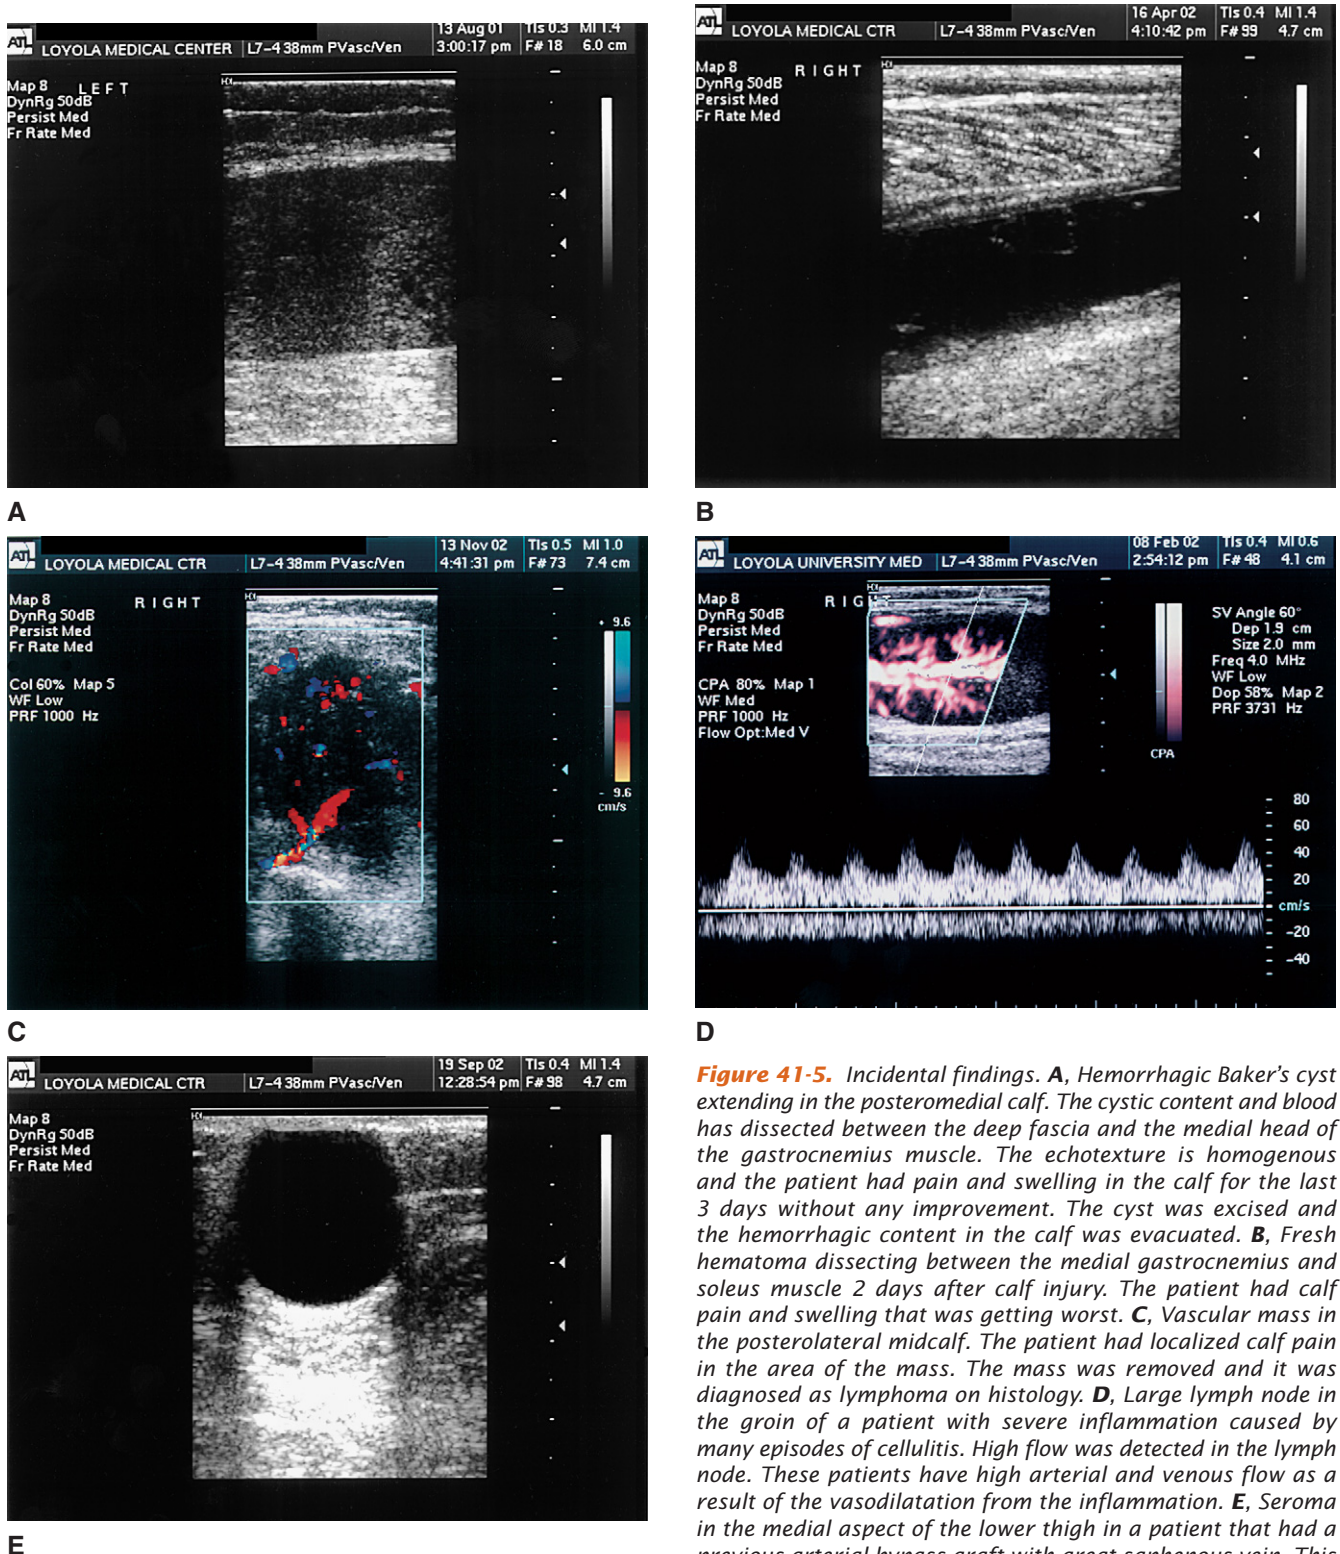 ATL LOYOLA MEDICAL CENTER L7-4 38mm PVasc/Ven 13 Aug 01 3:00:17 pm TIs 0.3 MI 1.4 F# 18 6.0 cm
Map 8
LEFT
DynRg 50dB
Persist Med
Fr Rate Med
A
ATL LOYOLA MEDICAL CTR L7-4 38mm PVasc/Ven 16 Apr 02 4:10:42 pm TIs 0.4 MI 1.4 F# 99 4.7 cm
Map 8
RIGHT
DynRg 50dB
Persist Med
Fr Rate Med
B
ATL LOYOLA MEDICAL CTR L7-4 38mm PVasc/Ven 13 Nov 02 4:41:31 pm TIs 0.5 MI 1.0 F# 73 7.4 cm
Map 8
RIGHT
DynRg 50dB
Persist Med
Fr Rate Med
Col 60% Map 5
WF Low
PRF 1000 Hz
+ 9.6
- 9.6
cm/s
C
ATL LOYOLA UNIVERSITY MED L7-4 38mm PVasc/Ven 08 Feb 02 2:54:12 pm TIs 0.4 MI 0.6 F# 48 4.1 cm
Map 8
DynRg 50dB
Persist Med
Fr Rate Med
CPA 80% Map 1
WF Med
PRF 1000 Hz
Flow Opt:Med V
SV Angle 60°
Dep 1.9 cm
Size 2.0 mm
Freq 4.0 MHz
WF Low
Dop 58% Map 2
PRF 3731 Hz
CPA
80
60
40
20
cm/s
-20
-40
D
ATL LOYOLA MEDICAL CTR L7-4 38mm PVasc/Ven 19 Sep 02 12:28:54 pm TIs 0.4 MI 1.4 F# 98 4.7 cm
Map 8
DynRg 50dB
Persist Med
Fr Rate Med
E
Figure 41-5. Incidental findings. A, Hemorrhagic Baker's cyst
extending in the posteromedial calf. The cystic content and blood
has dissected between the deep fascia and the medial head of
the gastrocnemius muscle. The echotexture is homogenous
and the patient had pain and swelling in the calf for the last
3 days without any improvement. The cyst was excised and
the hemorrhagic content in the calf was evacuated. B, Fresh
hematoma dissecting between the medial gastrocnemius and
soleus muscle 2 days after calf injury. The patient had calf
pain and swelling that was getting worst. C, Vascular mass in
the posterolateral midcalf. The patient had localized calf pain
in the area of the mass. The mass was removed and it was
diagnosed as lymphoma on histology. D, Large lymph node in
the groin of a patient with severe inflammation caused by
many episodes of cellulitis. High flow was detected in the lymph
node. These patients have high arterial and venous flow as a
result of the vasodilatation from the inflammation. E, Seroma
in the medial aspect of the lower thigh in a patient that had a
previous arterial bypass graft with great saphenous vein. This